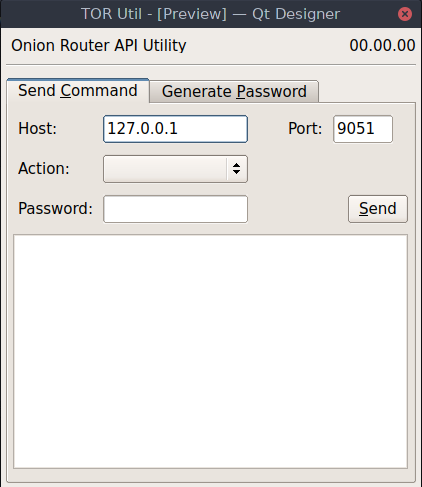 TOR Util - [Preview] — Qt Designer
Onion Router API Utility 00.00.00
Send Command Generate Password
Host: 127.0.0.1 Port: 9051
Action:
Password: Send